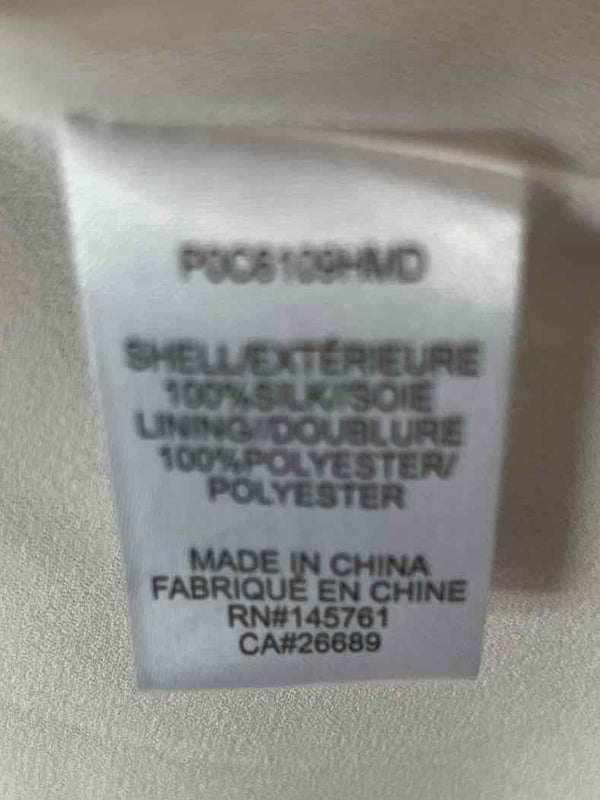 P0C6109HMD
SHELL/EXTÉRIEURE
100%SILK/SOIE
LINING/DOUBLURE
100%POLYESTER/
POLYESTER
MADE IN CHINA
FABRIQUÉ EN CHINE
RN#145761
CA#26689